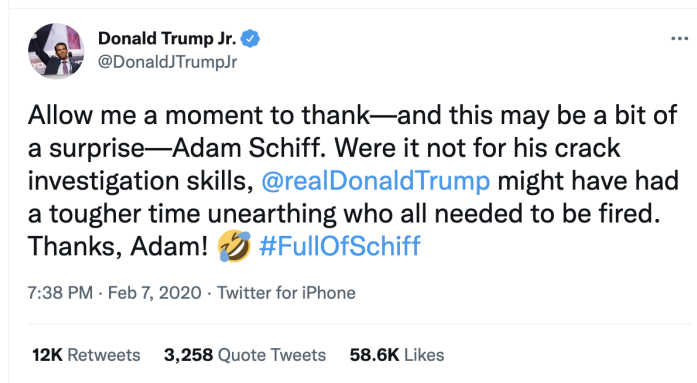 Donald Trump Jr.
@DonaldJTrumpJr
Allow me a moment to thank—and this may be a bit of
a surprise—Adam Schiff. Were it not for his crack
investigation skills, @realDonaldTrump might have had
a tougher time unearthing who all needed to be fired.
Thanks, Adam! 🤣 #FullOfSchiff
7:38 PM · Feb 7, 2020 · Twitter for iPhone
12K Retweets 3,258 Quote Tweets 58.6K Likes